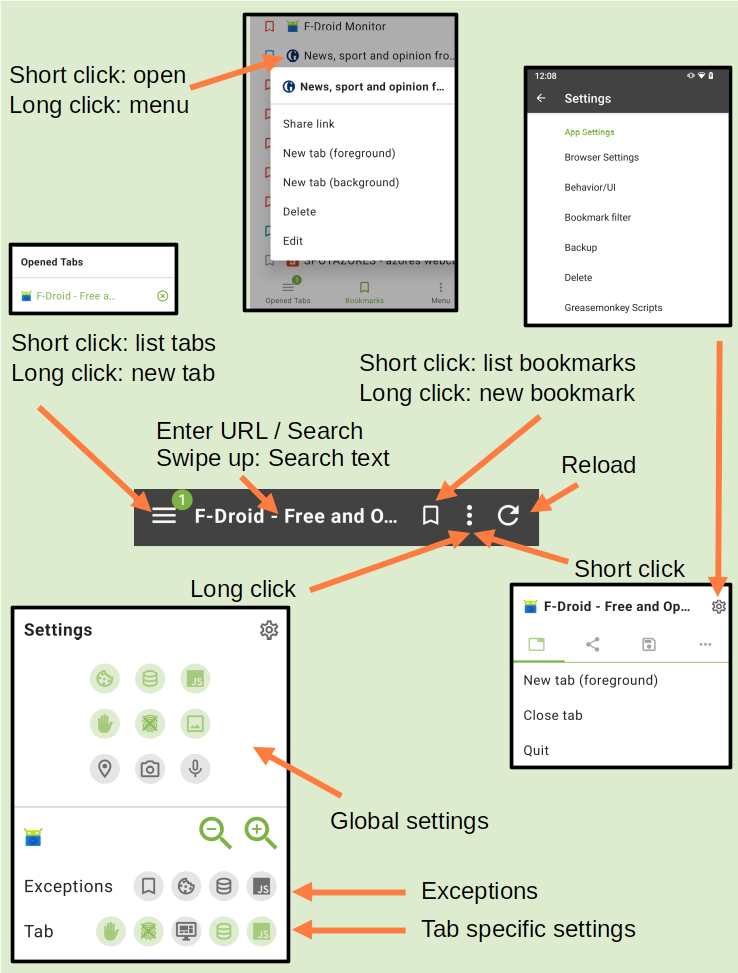 F-Droid Monitor
News, sport and opinion fro..
Short click: open
Long click: menu
News, sport and opinion f...
Share link
New tab (foreground)
New tab (background)
Delete
Edit
SPOTAZORES - azores webca
1
Opened Tabs
Bookmarks
Menu
12:08
Settings
App Settings
Browser Settings
Behavior/UI
Bookmark filter
Backup
Delete
Greasemonkey Scripts
Opened Tabs
F-Droid - Free a...
Short click: list tabs
Long click: new tab
Short click: list bookmarks
Long click: new bookmark
Enter URL / Search
Swipe up: Search text
Reload
1
F-Droid - Free and O...
Long click
Short click
F-Droid - Free and Op...
New tab (foreground)
Close tab
Quit
Settings
JS
Global settings
Exceptions
JS
Exceptions
Tab
JS
Tab specific settings